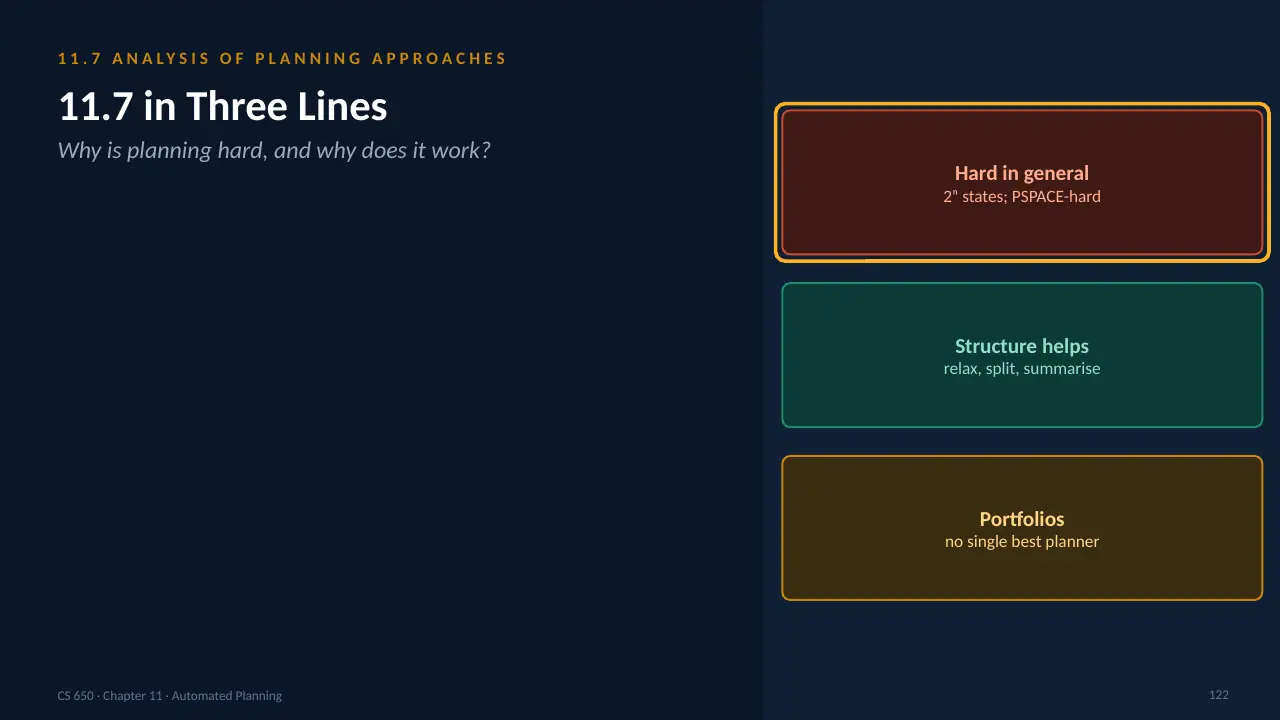 11.7 ANALYSIS OF PLANNING APPROACHES
11.7 in Three Lines
Why is planning hard, and why does it work?
Hard in general
2ⁿ states; PSPACE-hard
Structure helps
relax, split, summarise
Portfolios
no single best planner
CS 650 · Chapter 11 · Automated Planning
122